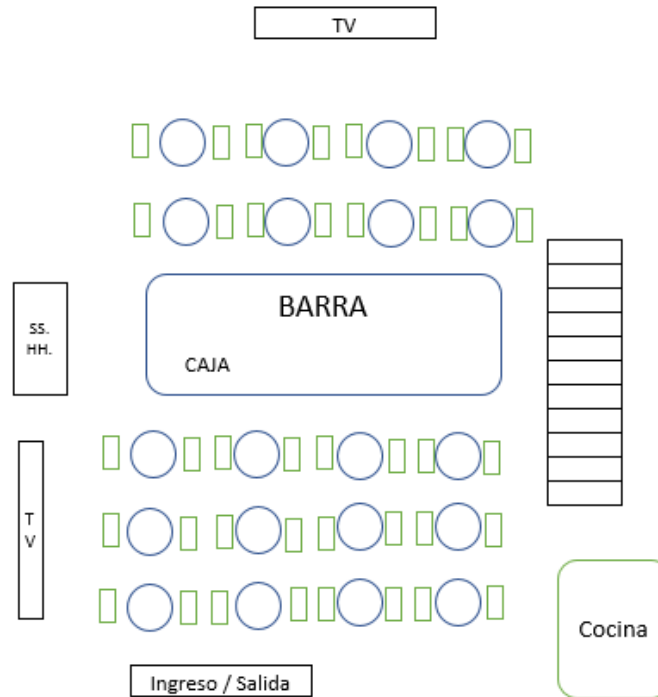 TV
BARRA
CAJA
SS.
HH.
T
V
Cocina
Ingreso / Salida